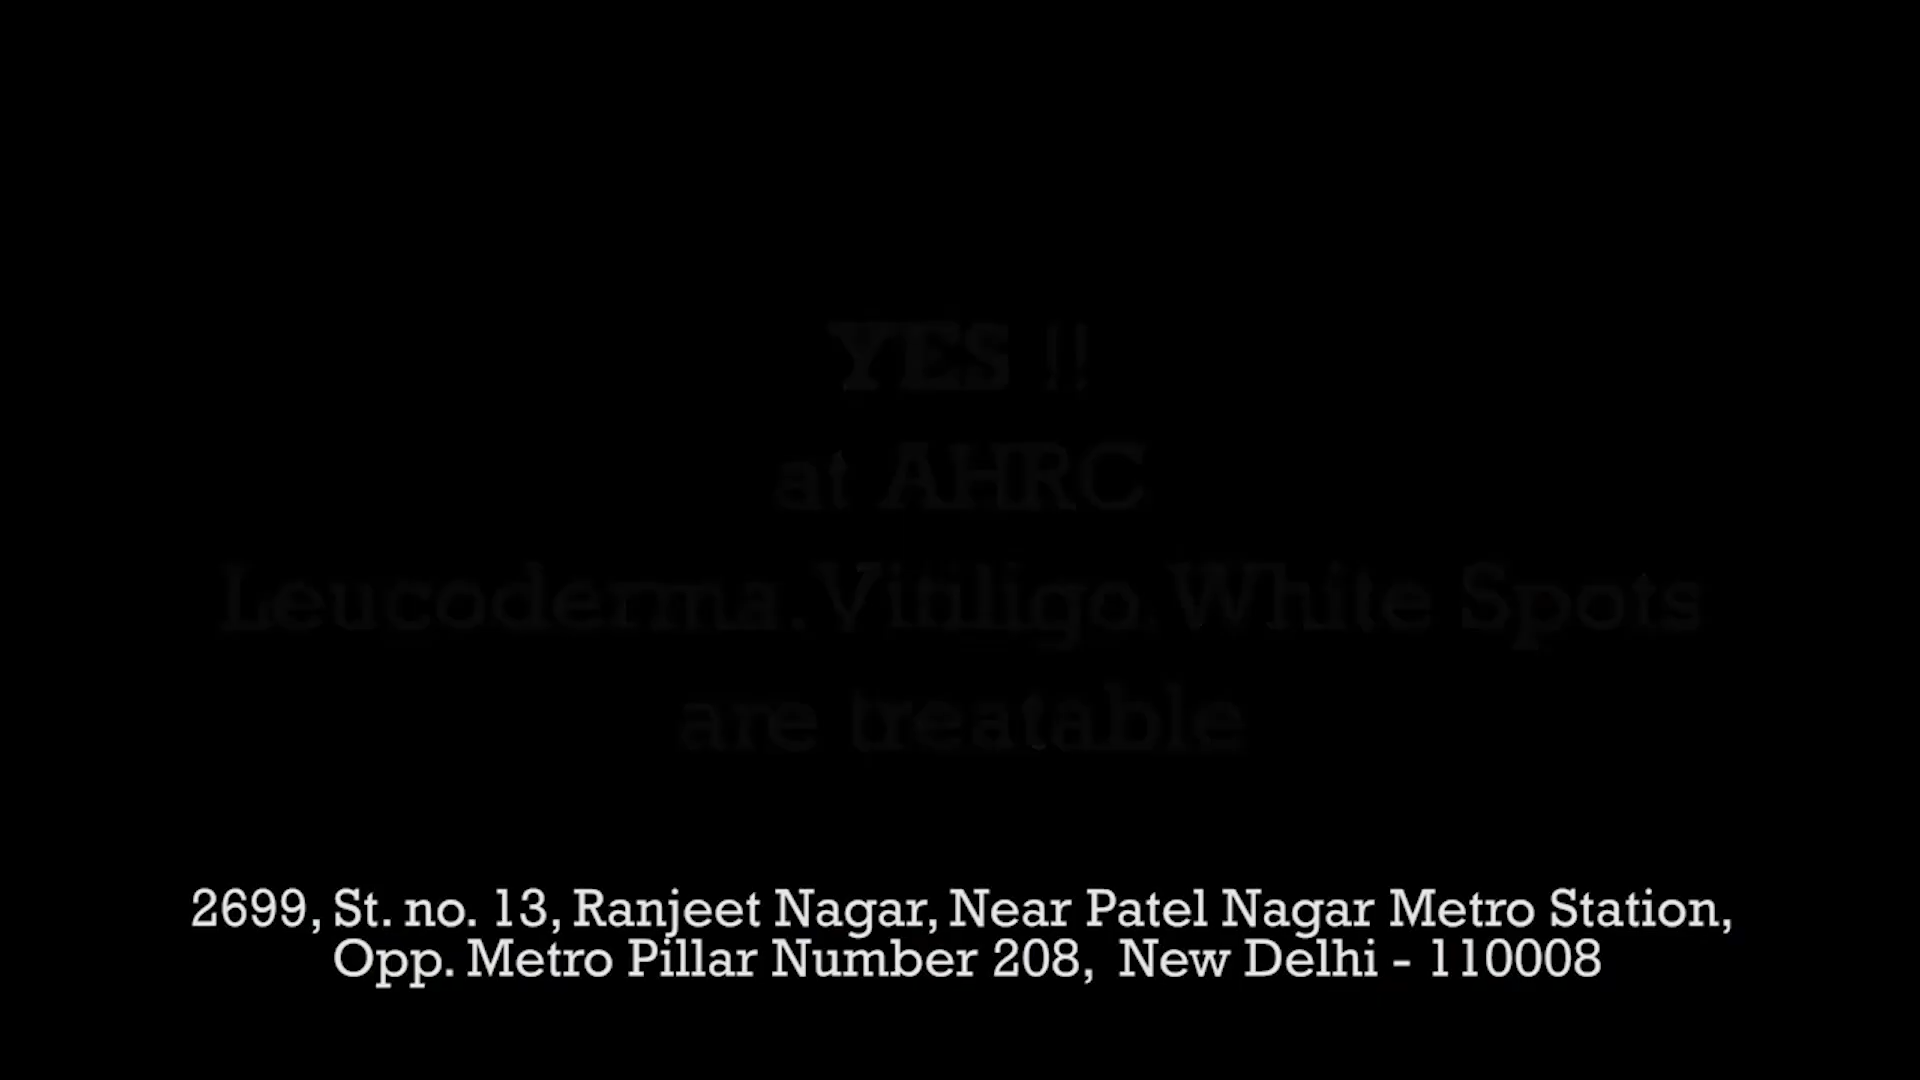 YES !!
at AHRC
Leucoderma. Vitiligo. White Spots
are treatable
2699, St. no. 13, Ranjeet Nagar, Near Patel Nagar Metro Station,
Opp. Metro Pillar Number 208, New Delhi - 110008